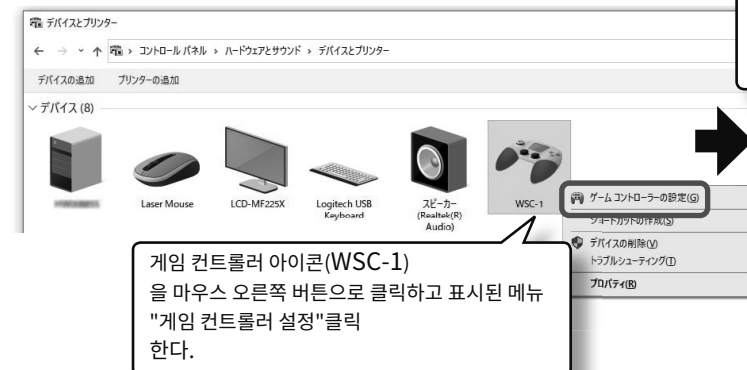 デバイスとプリンター
コントロール パネル › ハードウェアとサウンド › デバイスとプリンター
デバイスの追加 プリンターの追加
デバイス (8)
Laser Mouse
LCD-MF225X
Logitech USB
Keyboard
スピーカー
(Realtek(R)
Audio)
WSC-1
ゲーム コントローラーの設定(G)
ショートカットの作成(S)
デバイスの削除(V)
トラブルシューティング(T)
プロパティ(R)
게임 컨트롤러 아이콘(WSC-1)
을 마우스 오른쪽 버튼으로 클릭하고 표시된 메뉴
"게임 컨트롤러 설정"클릭
한다.